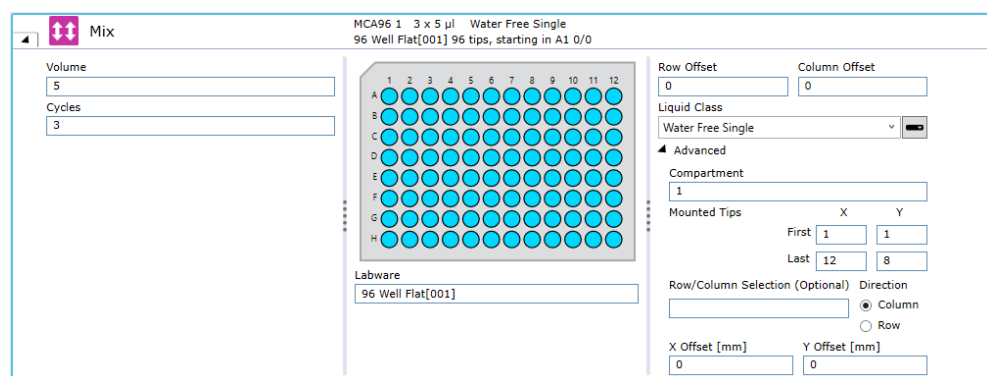 Mix
MCA96 1 3 x 5 µl Water Free Single
96 Well Flat[001] 96 tips, starting in A1 0/0
Volume
5
Cycles
3
1 2 3 4 5 6 7 8 9 10 11 12
A
B
C
D
E
F
G
H
Labware
96 Well Flat[001]
Row Offset Column Offset
0 0
Liquid Class
Water Free Single
Advanced
Compartment
1
Mounted Tips X Y
First 1 1
Last 12 8
Row/Column Selection (Optional) Direction
Column
Row
X Offset [mm] Y Offset [mm]
0 0